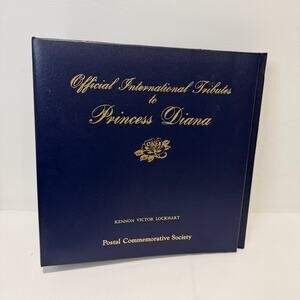 Official International Tributes
to
Princess Diana
KENNON VICTOR LOCKHART
Postal Commemorative Society